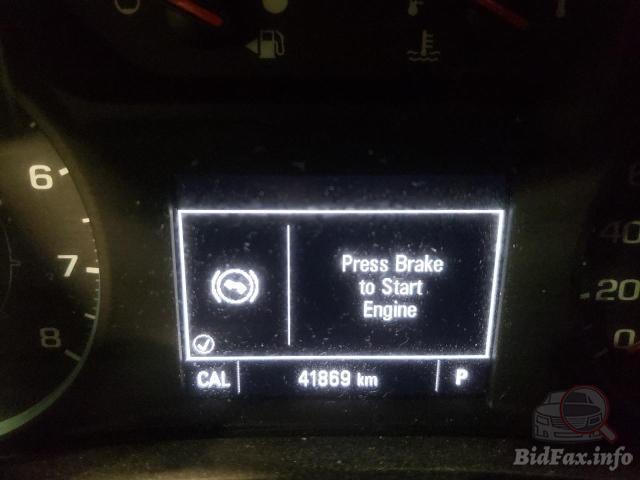 6
7
8
Press Brake
to Start
Engine
CAL
41869 km
P
40
20
0
BidFax.info